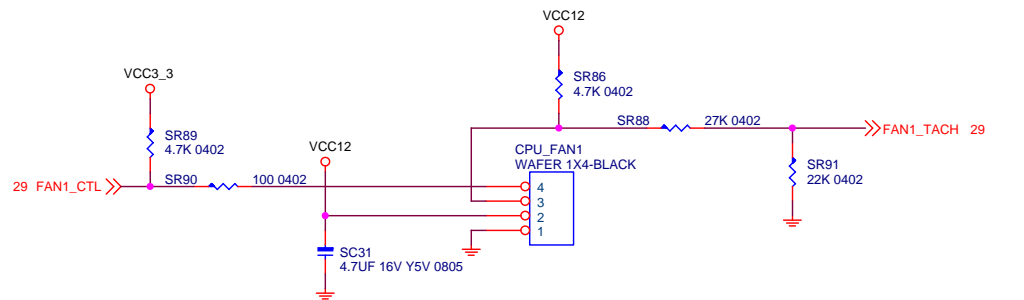 VCC12
VCC3_3
SR86
4.7K 0402
SR88
27K 0402
FAN1_TACH 29
SR89
4.7K 0402
VCC12
CPU_FAN1
WAFER 1X4-BLACK
SR91
22K 0402
29 FAN1_CTL
SR90
100 0402
4
3
2
1
SC31
4.7UF 16V Y5V 0805